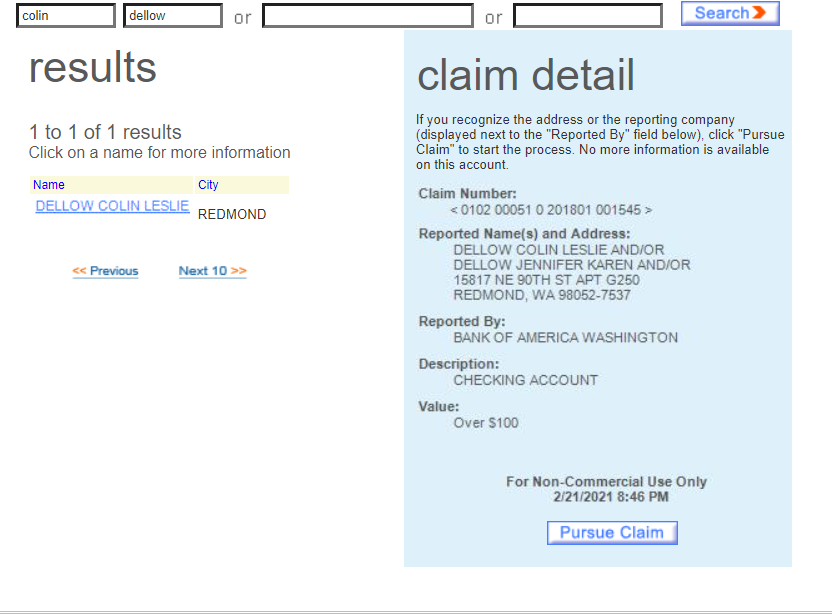 colin dellow or or Search
results
1 to 1 of 1 results
Click on a name for more information
Name City
DELLOW COLIN LESLIE REDMOND
<< Previous Next 10 >>
claim detail
If you recognize the address or the reporting company
(displayed next to the "Reported By" field below), click "Pursue
Claim" to start the process. No more information is available
on this account.
Claim Number:
< 0102 00051 0 201801 001545 >
Reported Name(s) and Address:
DELLOW COLIN LESLIE AND/OR
DELLOW JENNIFER KAREN AND/OR
15817 NE 90TH ST APT G250
REDMOND, WA 98052-7537
Reported By:
BANK OF AMERICA WASHINGTON
Description:
CHECKING ACCOUNT
Value:
Over $100
For Non-Commercial Use Only
2/21/2021 8:46 PM
Pursue Claim